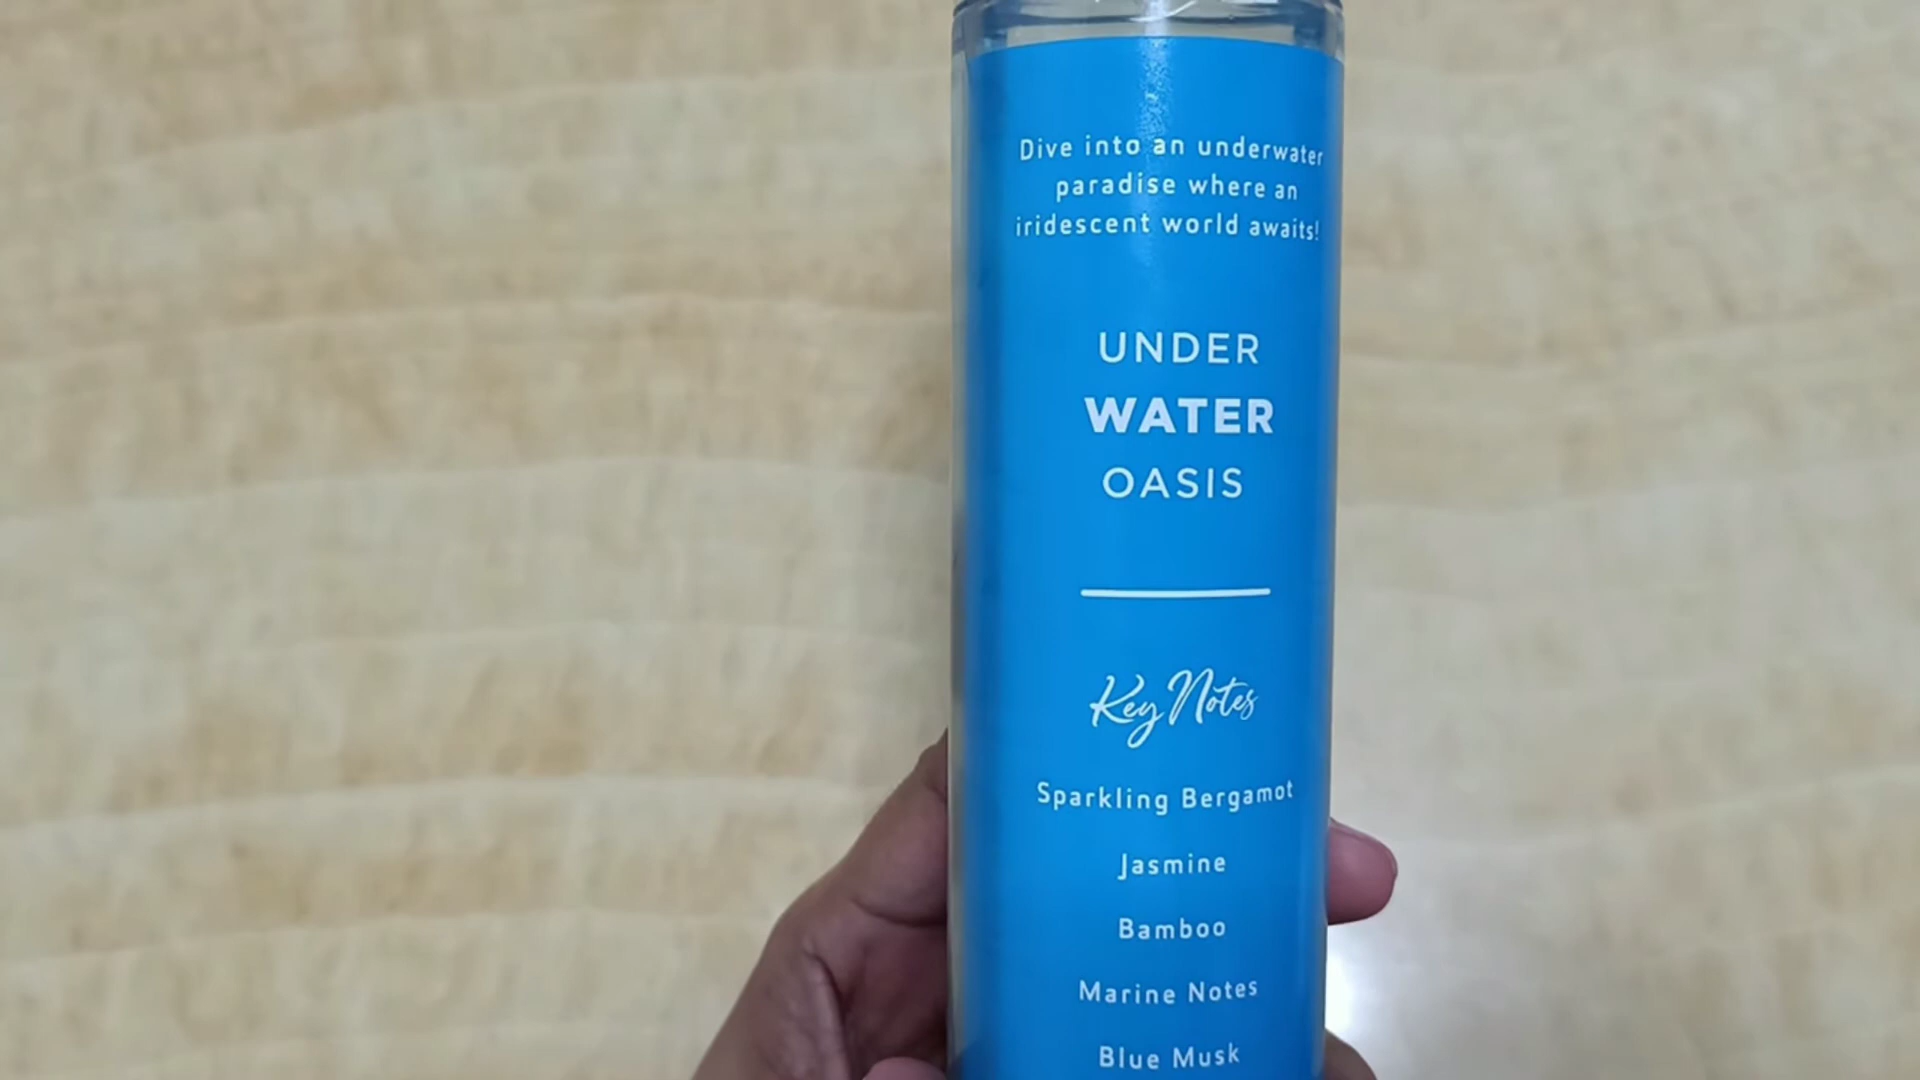 Dive into an underwater
paradise where an
iridescent world awaits!
UNDER
WATER
OASIS
Key Notes
Sparkling Bergamot
Jasmine
Bamboo
Marine Notes
Blue Musk